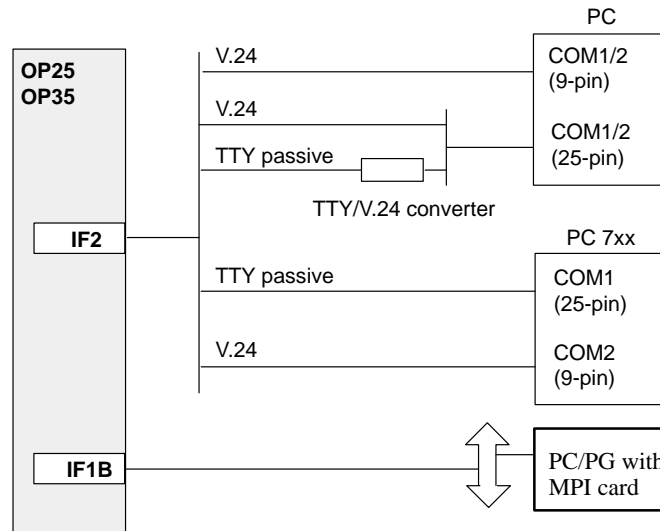 PC
OP25
OP35
V.24
COM1/2
(9-pin)
V.24
COM1/2
(25-pin)
TTY passive
TTY/V.24 converter
IF2
PC 7xx
TTY passive
COM1
(25-pin)
V.24
COM2
(9-pin)
IF1B
PC/PG with
MPI card